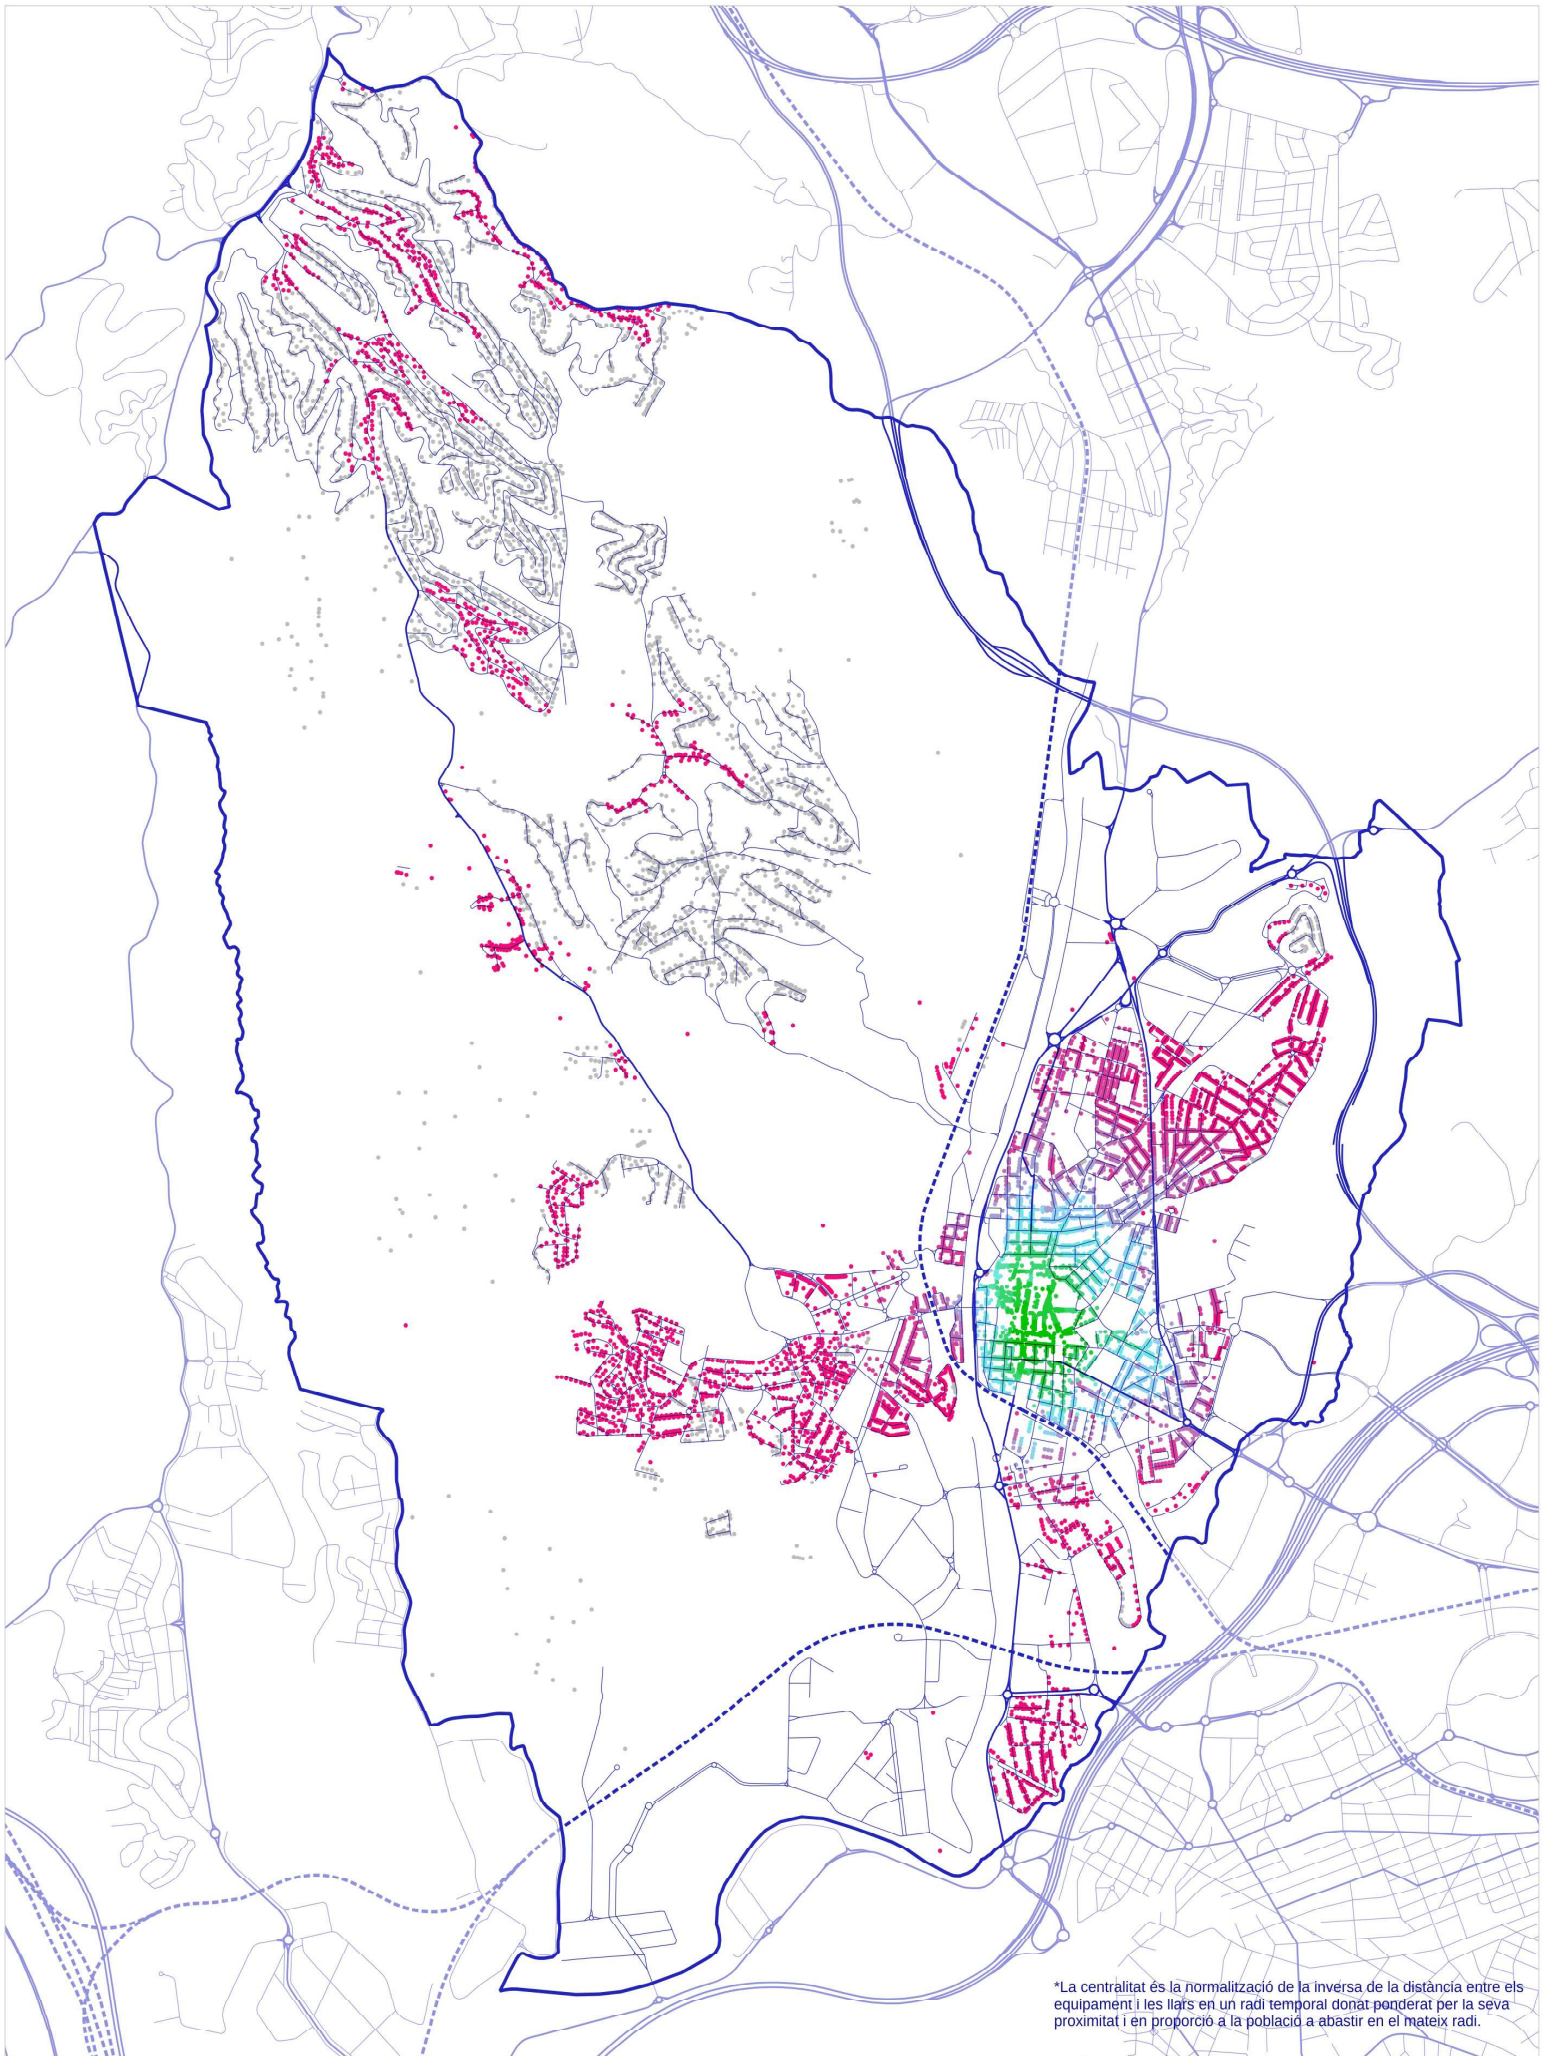 *La centralitat és la normalització de la inversa de la distància entre els
equipament i les llars en un radi temporal donat ponderat per la seva
proximitat i en proporció a la població a abastir en el mateix radi.